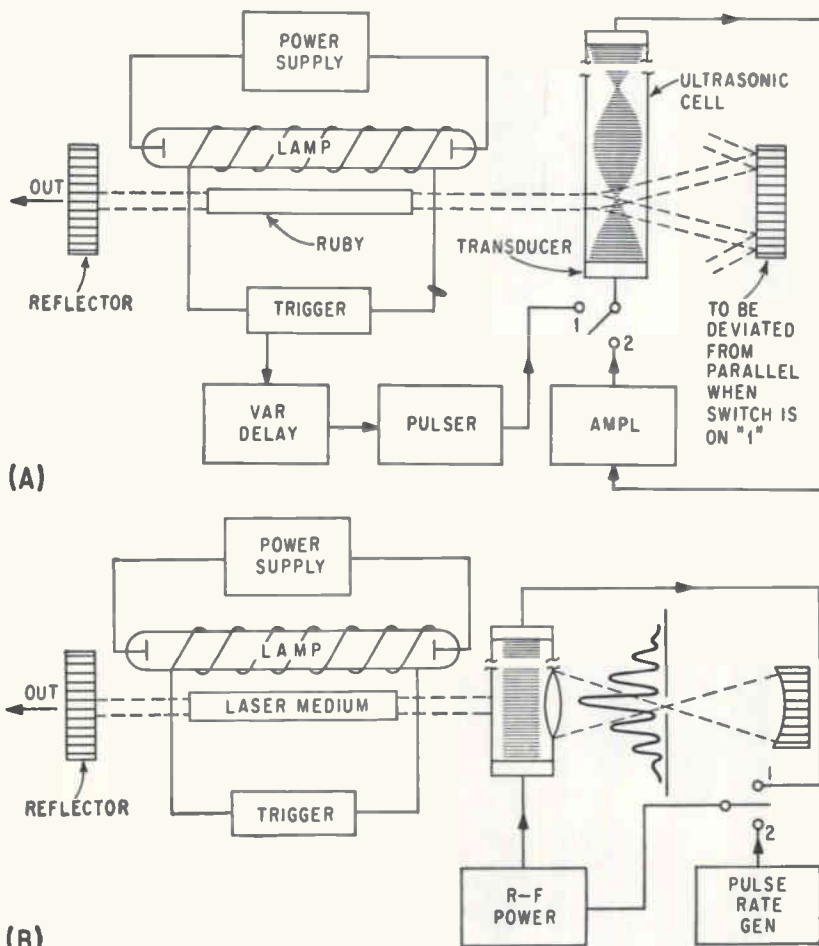 POWER
SUPPLY
ULTRASONIC
CELL
LAMP
OUT
RUBY
TRANSDUCER
REFLECTOR
TRIGGER
1
2
TO BE
DEVIATED
FROM
PARALLEL
WHEN
SWITCH IS
ON "1"
VAR
DELAY
PULSER
AMPL
(A)
POWER
SUPPLY
LAMP
OUT
LASER MEDIUM
REFLECTOR
TRIGGER
1
2
R-F
POWER
PULSE
RATE
GEN
(B)